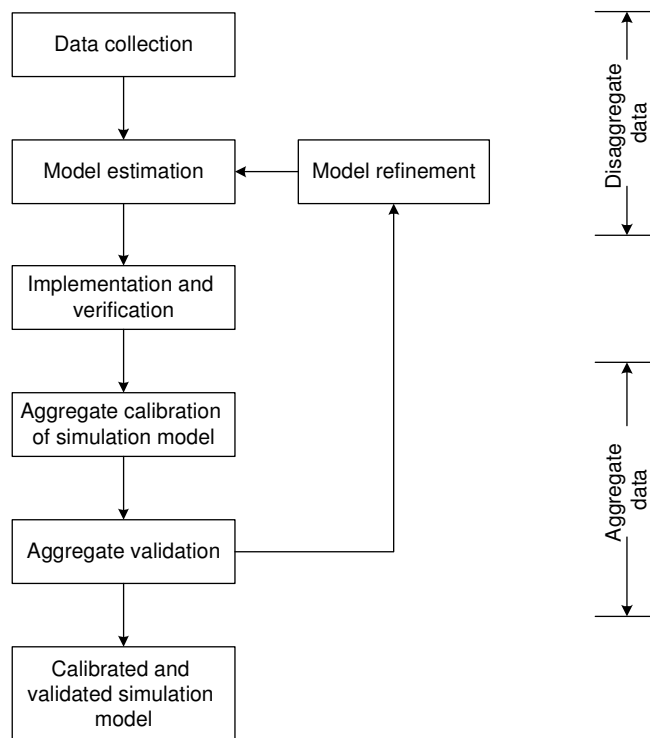 Data collection
Model estimation
Model refinement
Implementation and
verification
Aggregate calibration
of simulation model
Aggregate validation
Calibrated and
validated simulation
model
Disaggregate
data
Aggregate
data